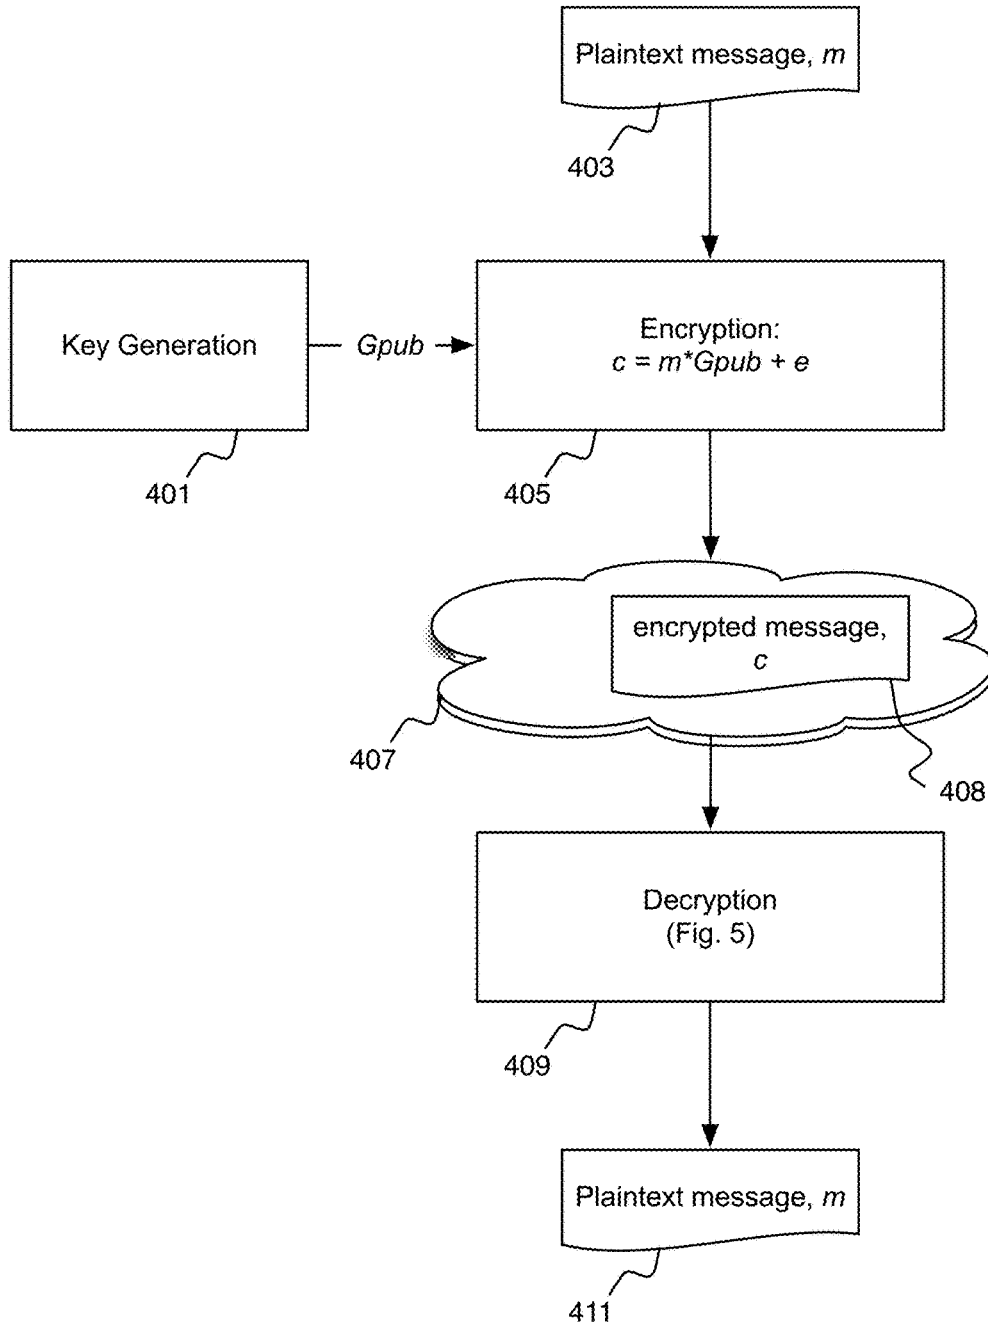 Plaintext message, m
403
Key Generation
Gpub
Encryption:
c = m*Gpub + e
401
405
encrypted message,
c
407
408
Decryption
(Fig. 5)
409
Plaintext message, m
411